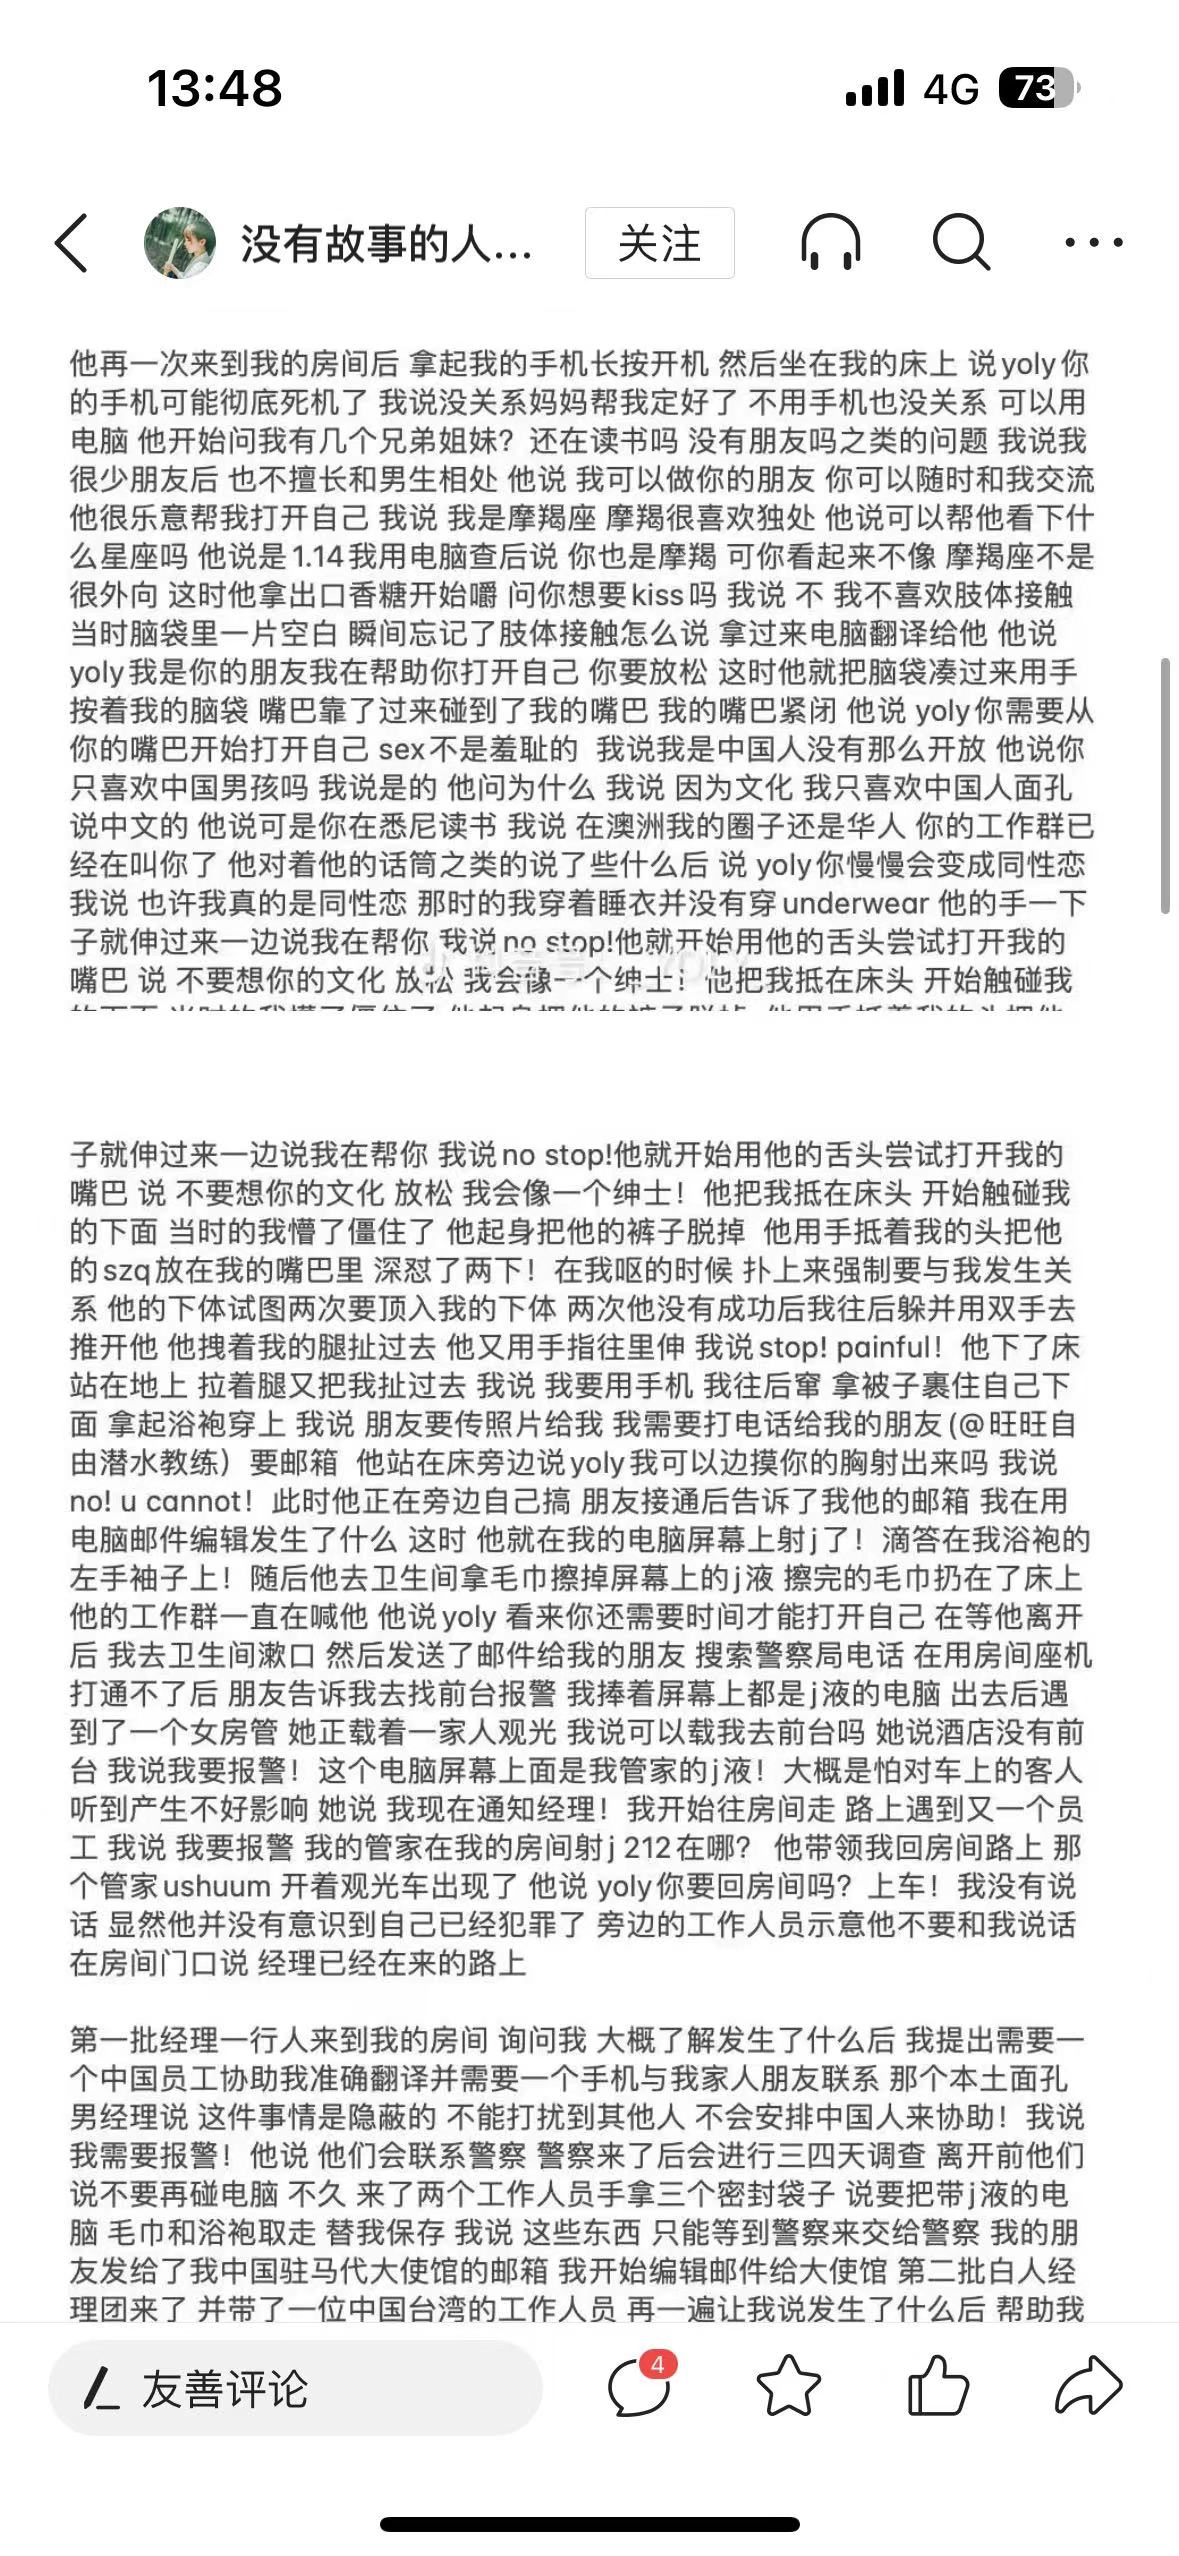 13:48
4G 73
没有故事的人...
关注
他再一次来到我的房间后 拿起我的手机长按开机 然后坐在我的床上 说yoly你
的手机可能彻底死机了 我说没关系妈妈帮我定好了 不用手机也没关系 可以用
电脑 他开始问我有几个兄弟姐妹？还在读书吗 没有朋友吗之类的问题 我说我
很少朋友后 也不擅长和男生相处 他说 我可以做你的朋友 你可以随时和我交流
他很乐意帮我打开自己 我说 我是摩羯座 摩羯很喜欢独处 他说可以帮他看下什
么星座吗 他说是1.14我用电脑查后说 你也是摩羯 可你看起来不像 摩羯座不是
很外向 这时他拿出口香糖开始嚼 问你想要kiss吗 我说 不 我不喜欢肢体接触
当时脑袋里一片空白 瞬间忘记了肢体接触怎么说 拿过来电脑翻译给他 他说
yoly我是你的朋友我在帮助你打开自己 你要放松 这时他就把脑袋凑过来用手
按着我的脑袋 嘴巴靠了过来碰到了我的嘴巴 我的嘴巴紧闭 他说 yoly你需要从
你的嘴巴开始打开自己 sex不是羞耻的 我说我是中国人没有那么开放 他说你
只喜欢中国男孩吗 我说是的 他问为什么 我说 因为文化 我只喜欢中国人面孔
说中文的 他说可是你在悉尼读书 我说 在澳洲我的圈子还是华人 你的工作群已
经在叫你了 他对着他的话筒之类的说了些什么后 说 yoly你慢慢会变成同性恋
我说 也许我真的是同性恋 那时的我穿着睡衣并没有穿underwear 他的手一下
子就伸过来一边说我在帮你 我说no stop!他就开始用他的舌头尝试打开我的
嘴巴 说 不要想你的文化 放松 我会像一个绅士！他把我抵在床头 开始触碰我
的下面 当时的我懵了僵住了 他起身把他的裤子脱掉 他用手抵着我的头把他
子就伸过来一边说我在帮你 我说no stop!他就开始用他的舌头尝试打开我的
嘴巴 说 不要想你的文化 放松 我会像一个绅士！他把我抵在床头 开始触碰我
的下面 当时的我懵了僵住了 他起身把他的裤子脱掉 他用手抵着我的头把他
的szq放在我的嘴巴里 深怼了两下！在我呕的时候 扑上来强制要与我发生关
系 他的下体试图两次要顶入我的下体 两次他没有成功后我往后躲并用双手去
推开他 他拽着我的腿扯过去 他又用手指往里伸 我说stop! painful！他下了床
站在地上 拉着腿又把我扯过去 我说 我要用手机 我往后窜 拿被子裹住自己下
面 拿起浴袍穿上 我说 朋友要传照片给我 我需要打电话给我的朋友(@旺旺自
由潜水教练）要邮箱 他站在床旁边说yoly我可以边摸你的胸射出来吗 我说
no! u cannot！此时他正在旁边自己搞 朋友接通后告诉了我他的邮箱 我在用
电脑邮件编辑发生了什么 这时 他就在我的电脑屏幕上射j了！滴答在我浴袍的
左手袖子上！随后他去卫生间拿毛巾擦掉屏幕上的j液 擦完的毛巾扔在了床上
他的工作群一直在喊他 他说yoly 看来你还需要时间才能打开自己 在等他离开
后 我去卫生间漱口 然后发送了邮件给我的朋友 搜索警察局电话 在用房间座机
打通不了后 朋友告诉我去找前台报警 我捧着屏幕上都是j液的电脑 出去后遇
到了一个女房管 她正载着一家人观光 我说可以载我去前台吗 她说酒店没有前
台 我说我要报警！这个电脑屏幕上面是我管家的j液！大概是怕对车上的客人
听到产生不好影响 她说 我现在通知经理！我开始往房间走 路上遇到又一个员
工 我说 我要报警 我的管家在我的房间射j 212在哪？ 他带领我回房间路上 那
个管家ushuum 开着观光车出现了 他说 yoly你要回房间吗？上车！我没有说
话 显然他并没有意识到自己已经犯罪了 旁边的工作人员示意他不要和我说话
在房间门口说 经理已经在来的路上
第一批经理一行人来到我的房间 询问我 大概了解发生了什么后 我提出需要一
个中国员工协助我准确翻译并需要一个手机与我家人朋友联系 那个本土面孔
男经理说 这件事情是隐蔽的 不能打扰到其他人 不会安排中国人来协助！我说
我需要报警！他说 他们会联系警察 警察来了后会进行三四天调查 离开前他们
说不要再碰电脑 不久 来了两个工作人员手拿三个密封袋子 说要把带j液的电
脑 毛巾和浴袍取走 替我保存 我说 这些东西 只能等到警察来交给警察 我的朋
友发给了我中国驻马代大使馆的邮箱 我开始编辑邮件给大使馆 第二批白人经
理团来了 并带了一位中国台湾的工作人员 再一遍让我说发生了什么后 帮助我
友善评论
4